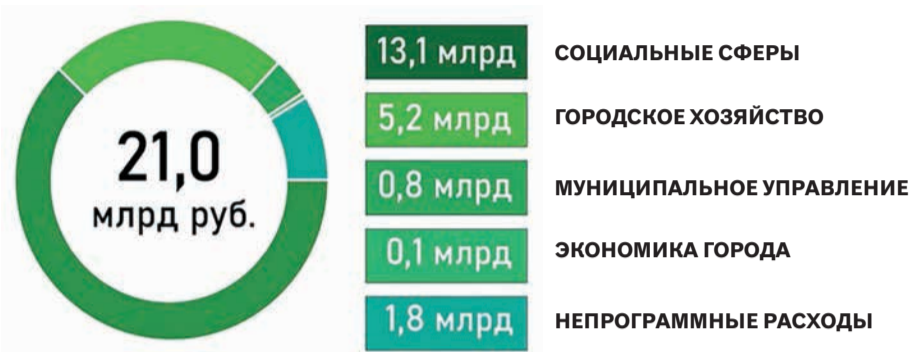 21,0
млрд руб.
13,1 млрд СОЦИАЛЬНЫЕ СФЕРЫ
5,2 млрд ГОРОДСКОЕ ХОЗЯЙСТВО
0,8 млрд МУНИЦИПАЛЬНОЕ УПРАВЛЕНИЕ
0,1 млрд ЭКОНОМИКА ГОРОДА
1,8 млрд НЕПРОГРАММНЫЕ РАСХОДЫ